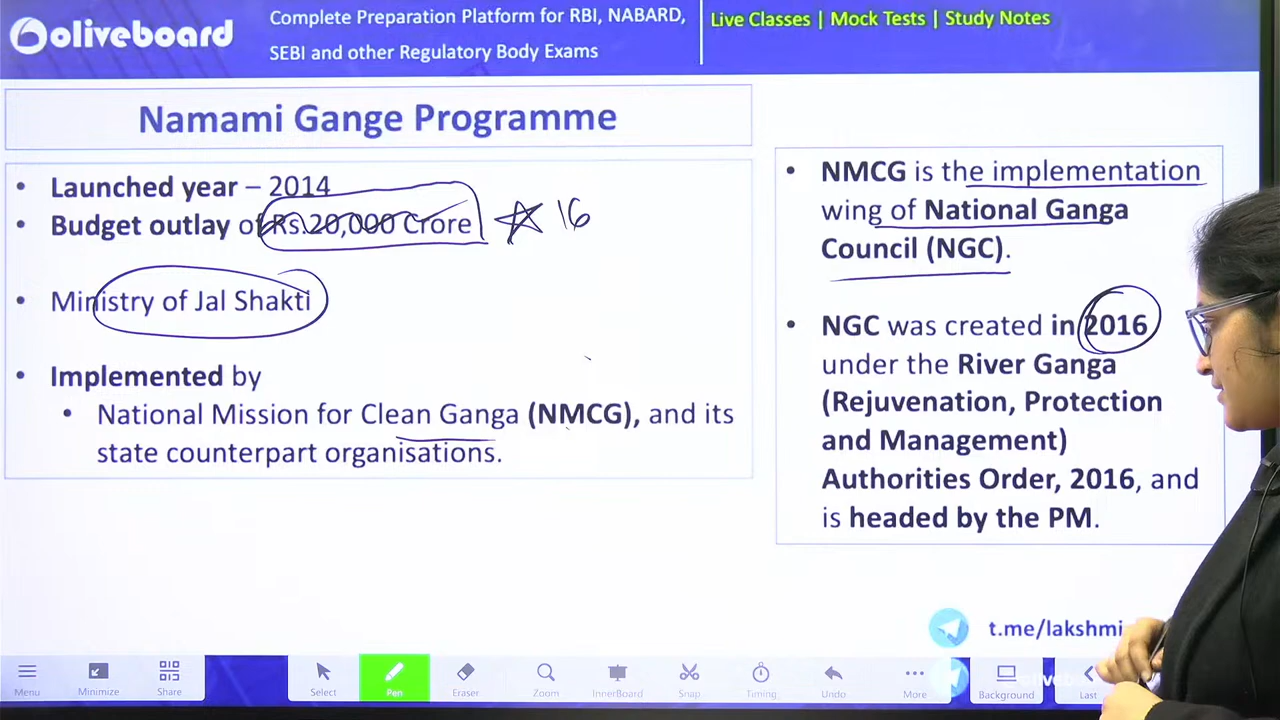 oliveboard
Complete Preparation Platform for RBI, NABARD,
SEBI and other Regulatory Body Exams
Live Classes | Mock Tests | Study Notes
Namami Gange Programme
• Launched year – 2014
• Budget outlay of Rs.20,000 Crore 16
• Ministry of Jal Shakti
• Implemented by
• National Mission for Clean Ganga (NMCG), and its
state counterpart organisations.
• NMCG is the implementation
wing of National Ganga
Council (NGC).
• NGC was created in 2016
under the River Ganga
(Rejuvenation, Protection
and Management)
Authorities Order, 2016, and
is headed by the PM.
t.me/lakshmi
Menu
Minimize
Share
Select
Pen
Eraser
Zoom
InnerBoard
Snap
Timing
Undo
More
Background
Last